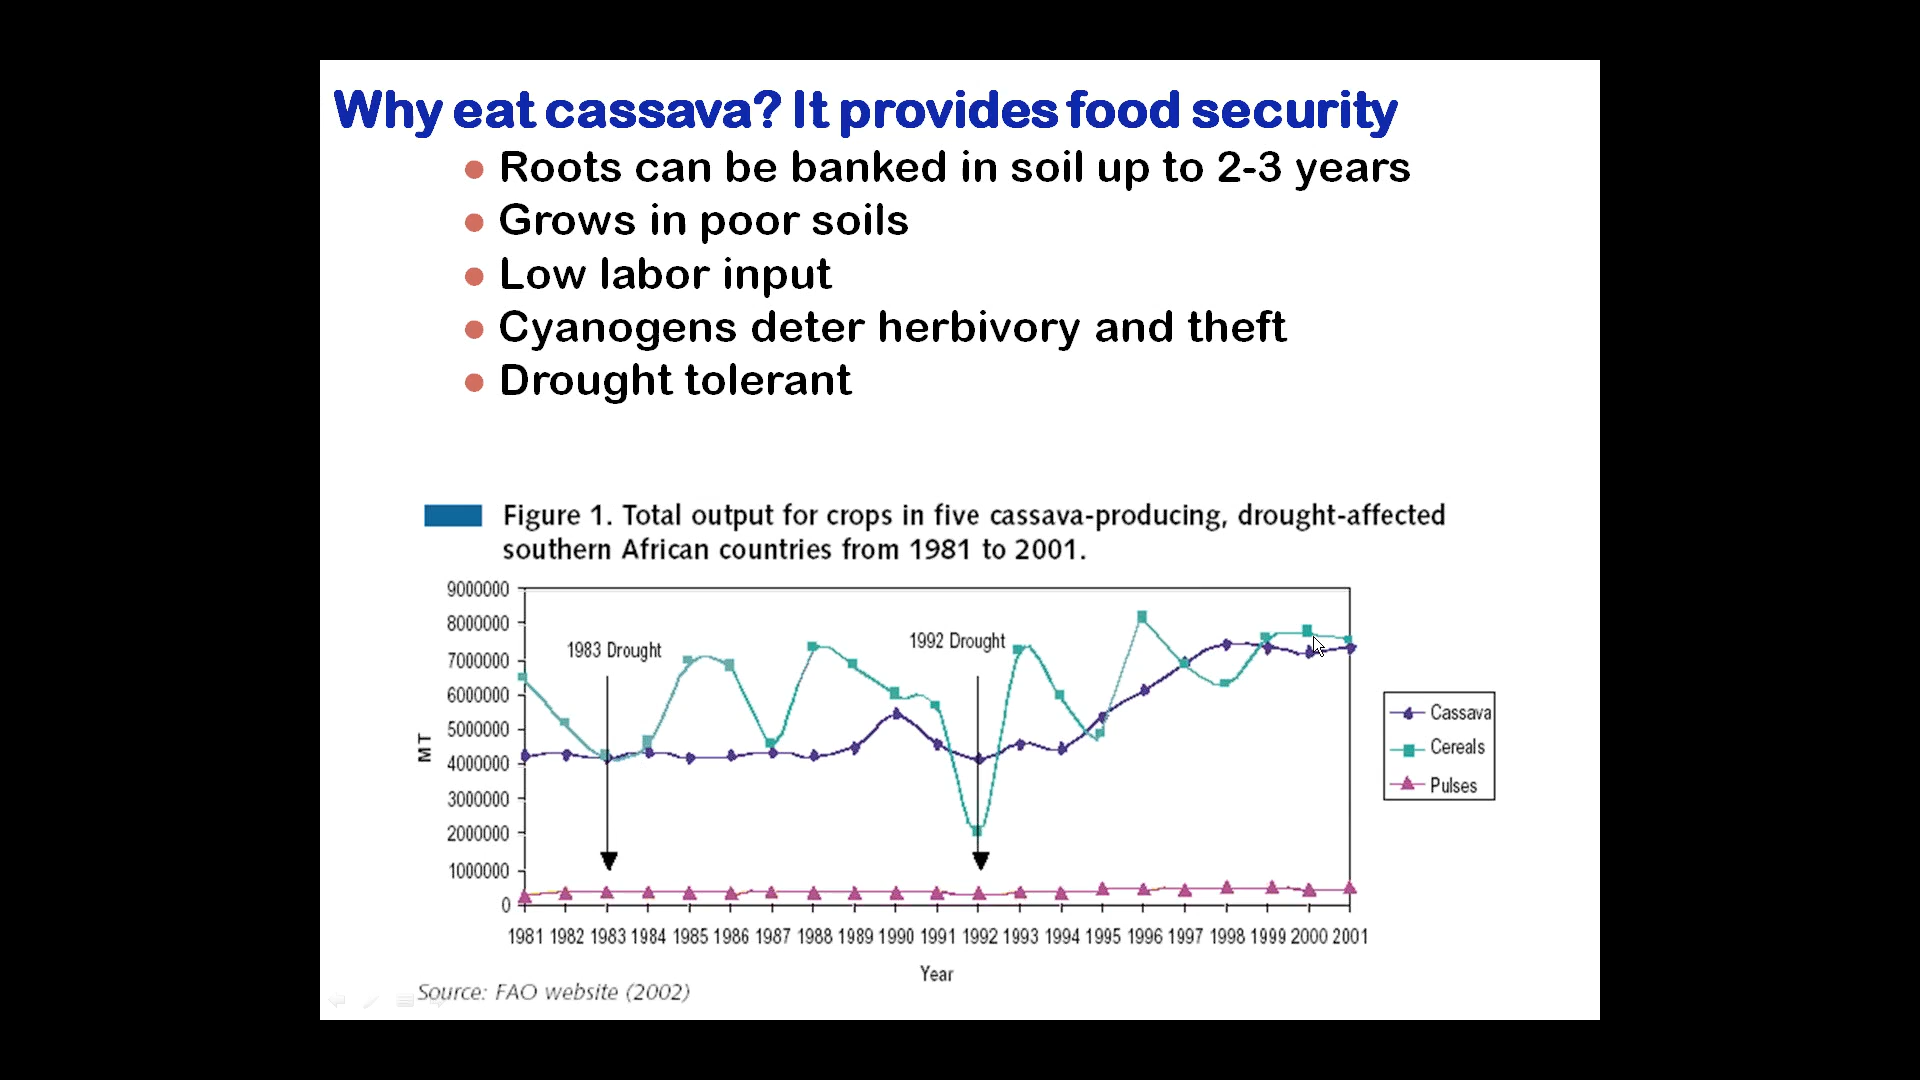 Why eat cassava? It provides food security
Roots can be banked in soil up to 2-3 years
Grows in poor soils
Low labor input
Cyanogens deter herbivory and theft
Drought tolerant
Figure 1. Total output for crops in five cassava-producing, drought-affected
southern African countries from 1981 to 2001.
9000000
8000000
7000000
6000000
5000000
4000000
3000000
2000000
1000000
0
MT
1983 Drought
1992 Drought
Cassava
Cereals
Pulses
1981 1982 1983 1984 1985 1986 1987 1988 1989 1990 1991 1992 1993 1994 1995 1996 1997 1998 1999 2000 2001
Year
Source: FAO website (2002)